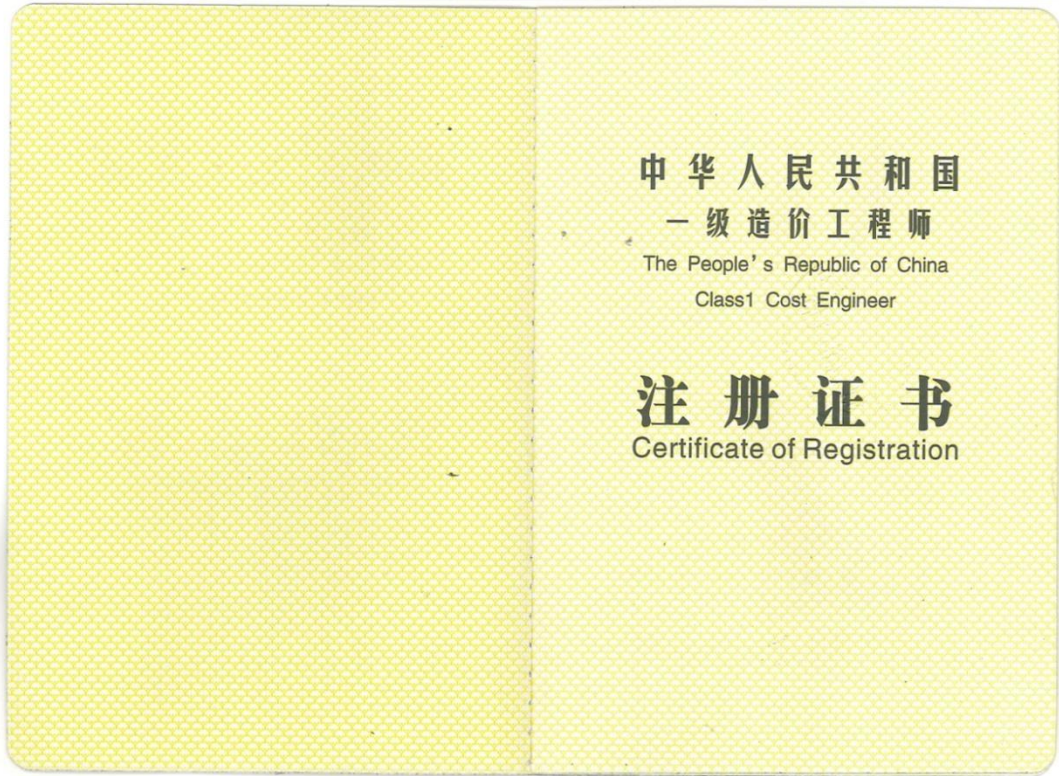 中华人民共和国
一级造价工程师
The People's Republic of China
Class1 Cost Engineer
注册证书
Certificate of Registration